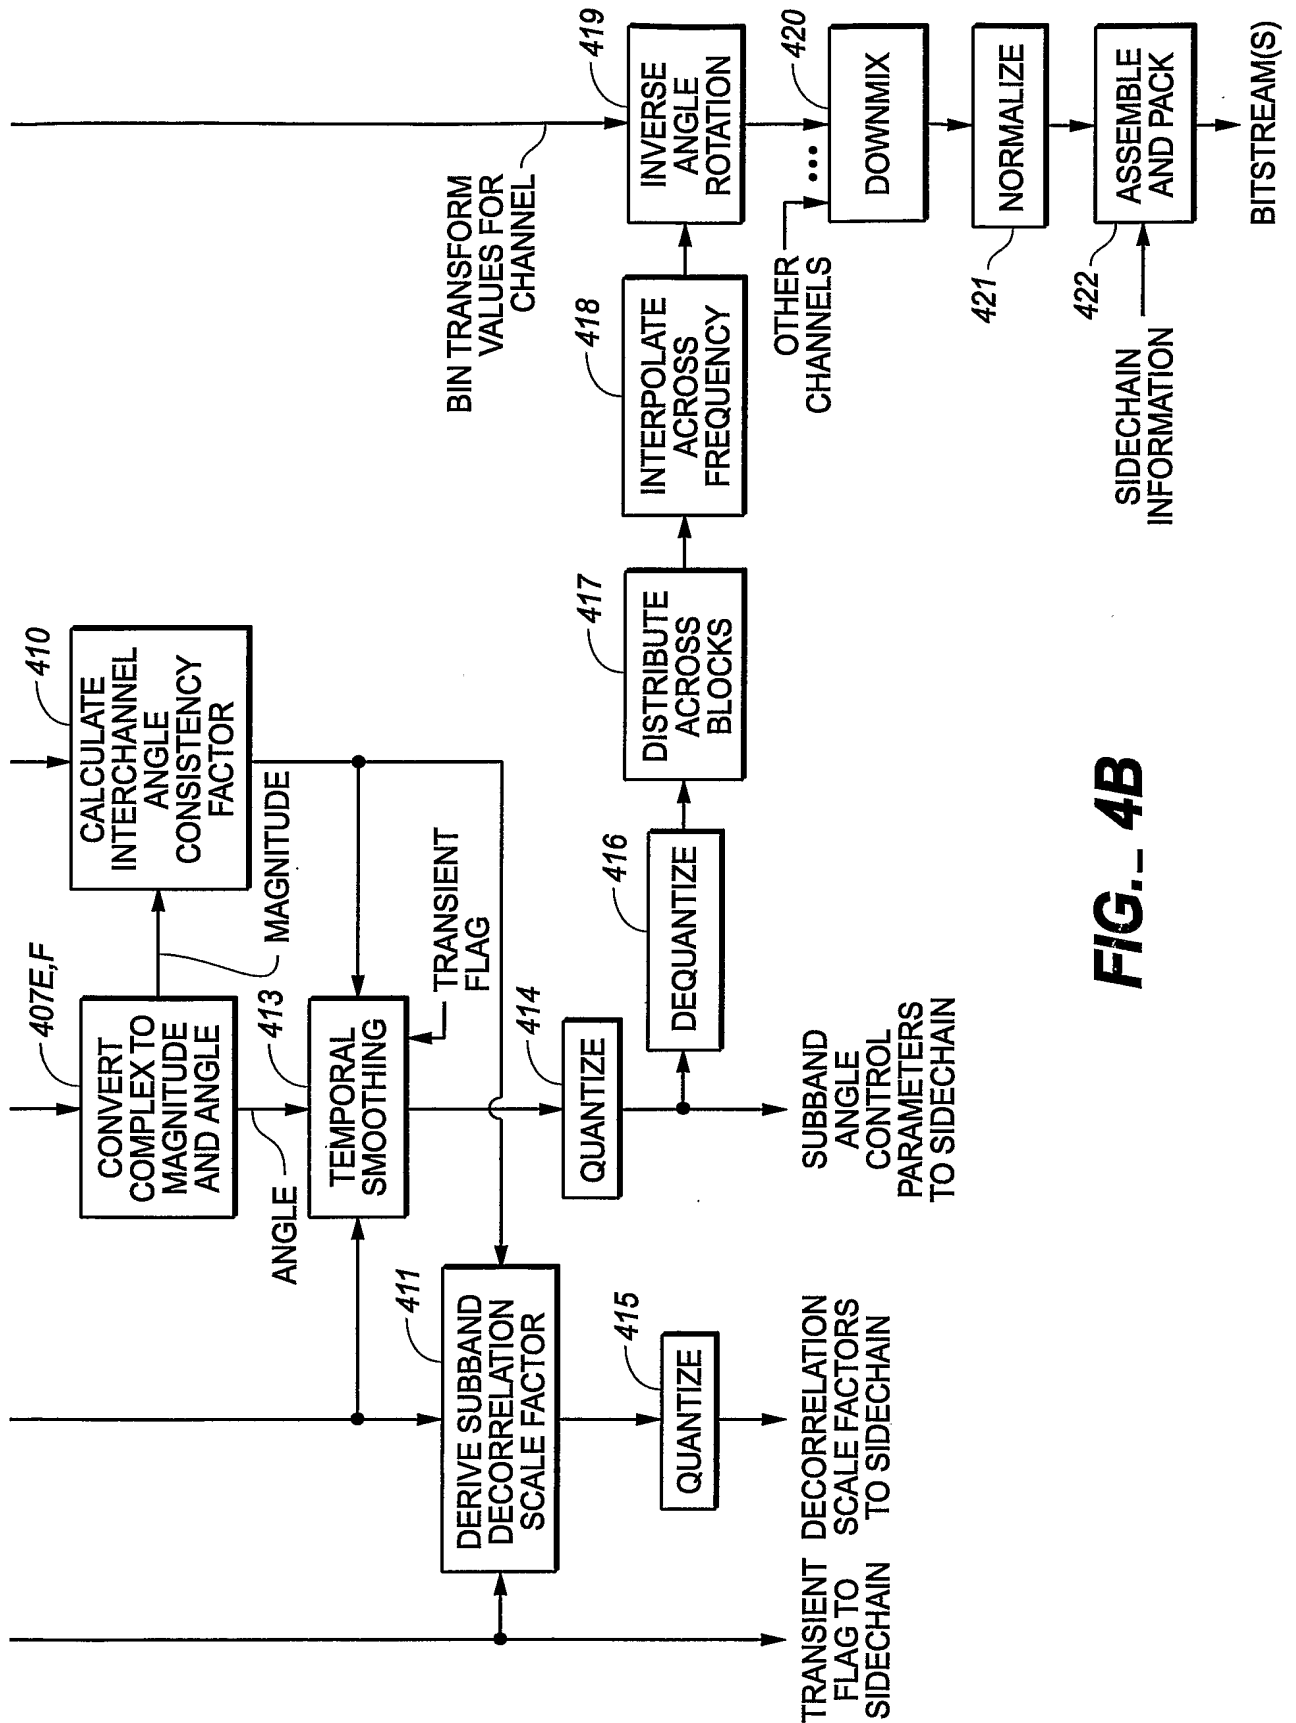 407E,F
CONVERT
COMPLEX TO
MAGNITUDE
AND ANGLE
410
CALCULATE
INTERCHANNEL
ANGLE
CONSISTENCY
FACTOR
MAGNITUDE
ANGLE
413
TEMPORAL
SMOOTHING
TRANSIENT
FLAG
411
DERIVE SUBBAND
DECORRELATION
SCALE FACTOR
414
QUANTIZE
415
QUANTIZE
416
DEQUANTIZE
417
DISTRIBUTE
ACROSS
BLOCKS
418
INTERPOLATE
ACROSS
FREQUENCY
BIN TRANSFORM
VALUES FOR
CHANNEL
419
INVERSE
ANGLE
ROTATION
OTHER
CHANNELS
420
DOWNMIX
421
NORMALIZE
422
ASSEMBLE
AND PACK
SIDECHAIN
INFORMATION
BITSTREAM(S)
TRANSIENT
FLAG TO
SIDECHAIN
DECORRELATION
SCALE FACTORS
TO SIDECHAIN
SUBBAND
ANGLE
CONTROL
PARAMETERS
TO SIDECHAIN
FIG._ 4B